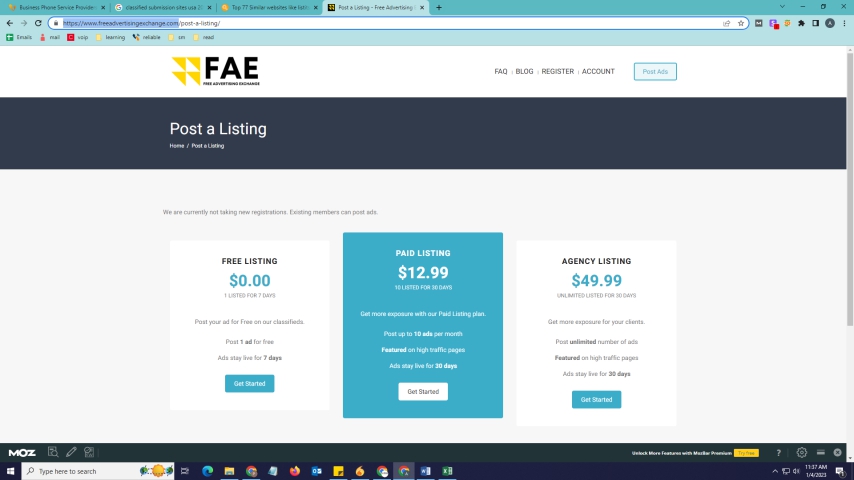 Business Phone Service Provider
classified submission sites usa 20
Top 77 Similar websites like listin
Post a Listing - Free Advertising E
https://www.freeadvertisingexchange.com/post-a-listing/
Emails
mail
voip
learning
reliable
sm
read
FAE
FREE ADVERTISING EXCHANGE
FAQ
BLOG
REGISTER
ACCOUNT
Post Ads
Post a Listing
Home / Post a Listing
We are currently not taking new registrations. Existing members can post ads.
FREE LISTING
$0.00
1 LISTED FOR 7 DAYS
Post your ad for Free on our classifieds.
Post 1 ad for free
Ads stay live for 7 days
Get Started
PAID LISTING
$12.99
10 LISTED FOR 30 DAYS
Get more exposure with our Paid Listing plan.
Post up to 10 ads per month
Featured on high traffic pages
Ads stay live for 30 days
Get Started
AGENCY LISTING
$49.99
UNLIMITED LISTED FOR 30 DAYS
Get more exposure for your clients.
Post unlimited number of ads
Featured on high traffic pages
Ads stay live for 30 days
Get Started
MOZ
Unlock More Features with MozBar Premium
Try free
Type here to search
11:37 AM
1/4/2023